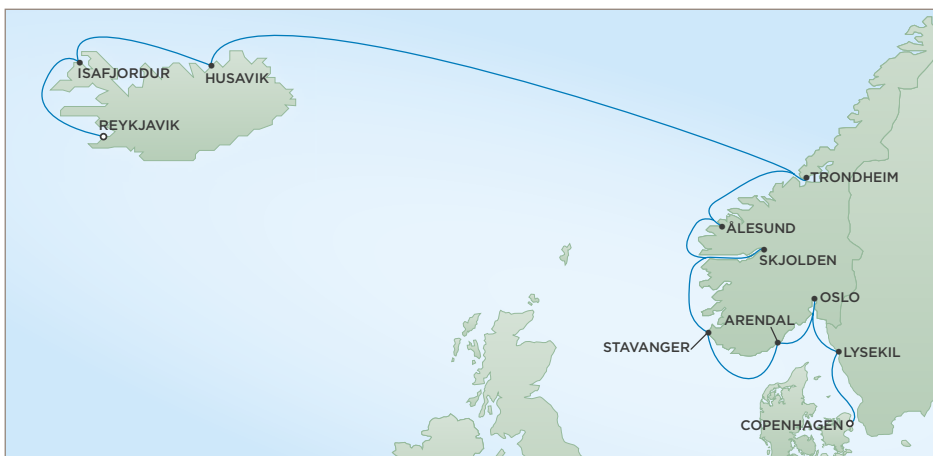 ISAFJORDUR
HUSAVIK
REYKJAVIK
TRONDHEIM
ÅLESUND
SKJOLDEN
OSLO
ARENDAL
STAVANGER
LYSEKIL
COPENHAGEN